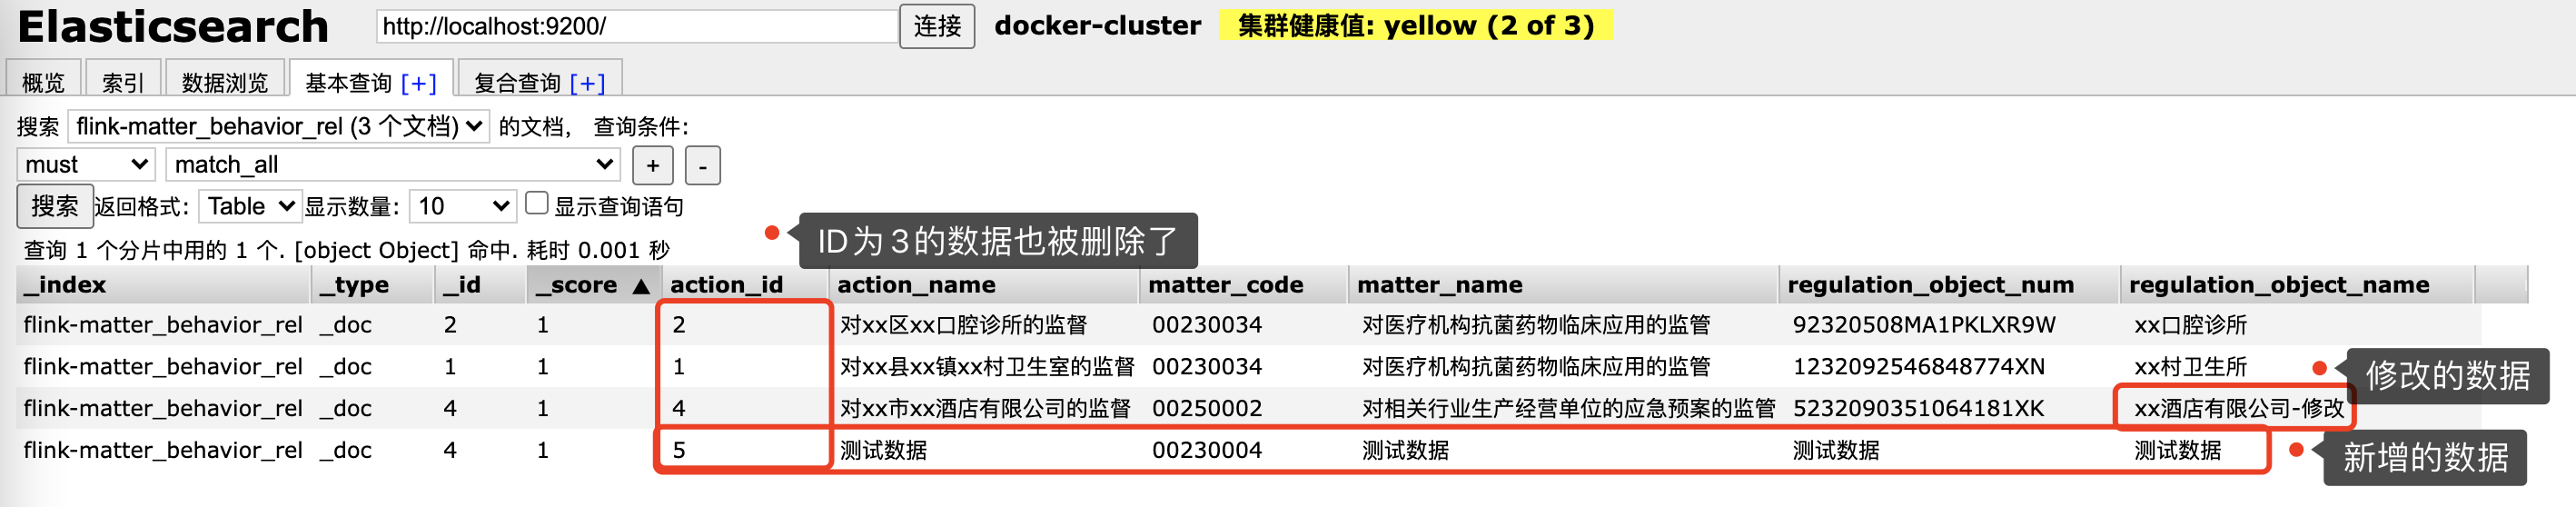 Elasticsearch http://localhost:9200/ 连接 docker-cluster 集群健康值: yellow (2 of 3)
概览 索引 数据浏览 基本查询 [+] 复合查询 [+]
搜索 flink-matter_behavior_rel (3 个文档) 的文档, 查询条件:
must match_all + -
搜索 返回格式: Table 显示数量: 10 显示查询语句
ID为3的数据也被删除了
查询 1 个分片中用的 1 个. [object Object] 命中. 耗时 0.001 秒
_index _type _id _score ▲ action_id action_name matter_code matter_name regulation_object_num regulation_object_name
flink-matter_behavior_rel _doc 2 1 2 对xx区xx口腔诊所的监督 00230034 对医疗机构抗菌药物临床应用的监管 92320508MA1PKLXR9W xx口腔诊所
flink-matter_behavior_rel _doc 1 1 1 对xx县xx镇xx村卫生室的监督 00230034 对医疗机构抗菌药物临床应用的监管 1232092546848774XN xx村卫生所
修改的数据
flink-matter_behavior_rel _doc 4 1 4 对xx市xx酒店有限公司的监督 00250002 对相关行业生产经营单位的应急预案的监管 5232090351064181XK xx酒店有限公司-修改
flink-matter_behavior_rel _doc 4 1 5 测试数据 00230004 测试数据 测试数据 测试数据
新增的数据